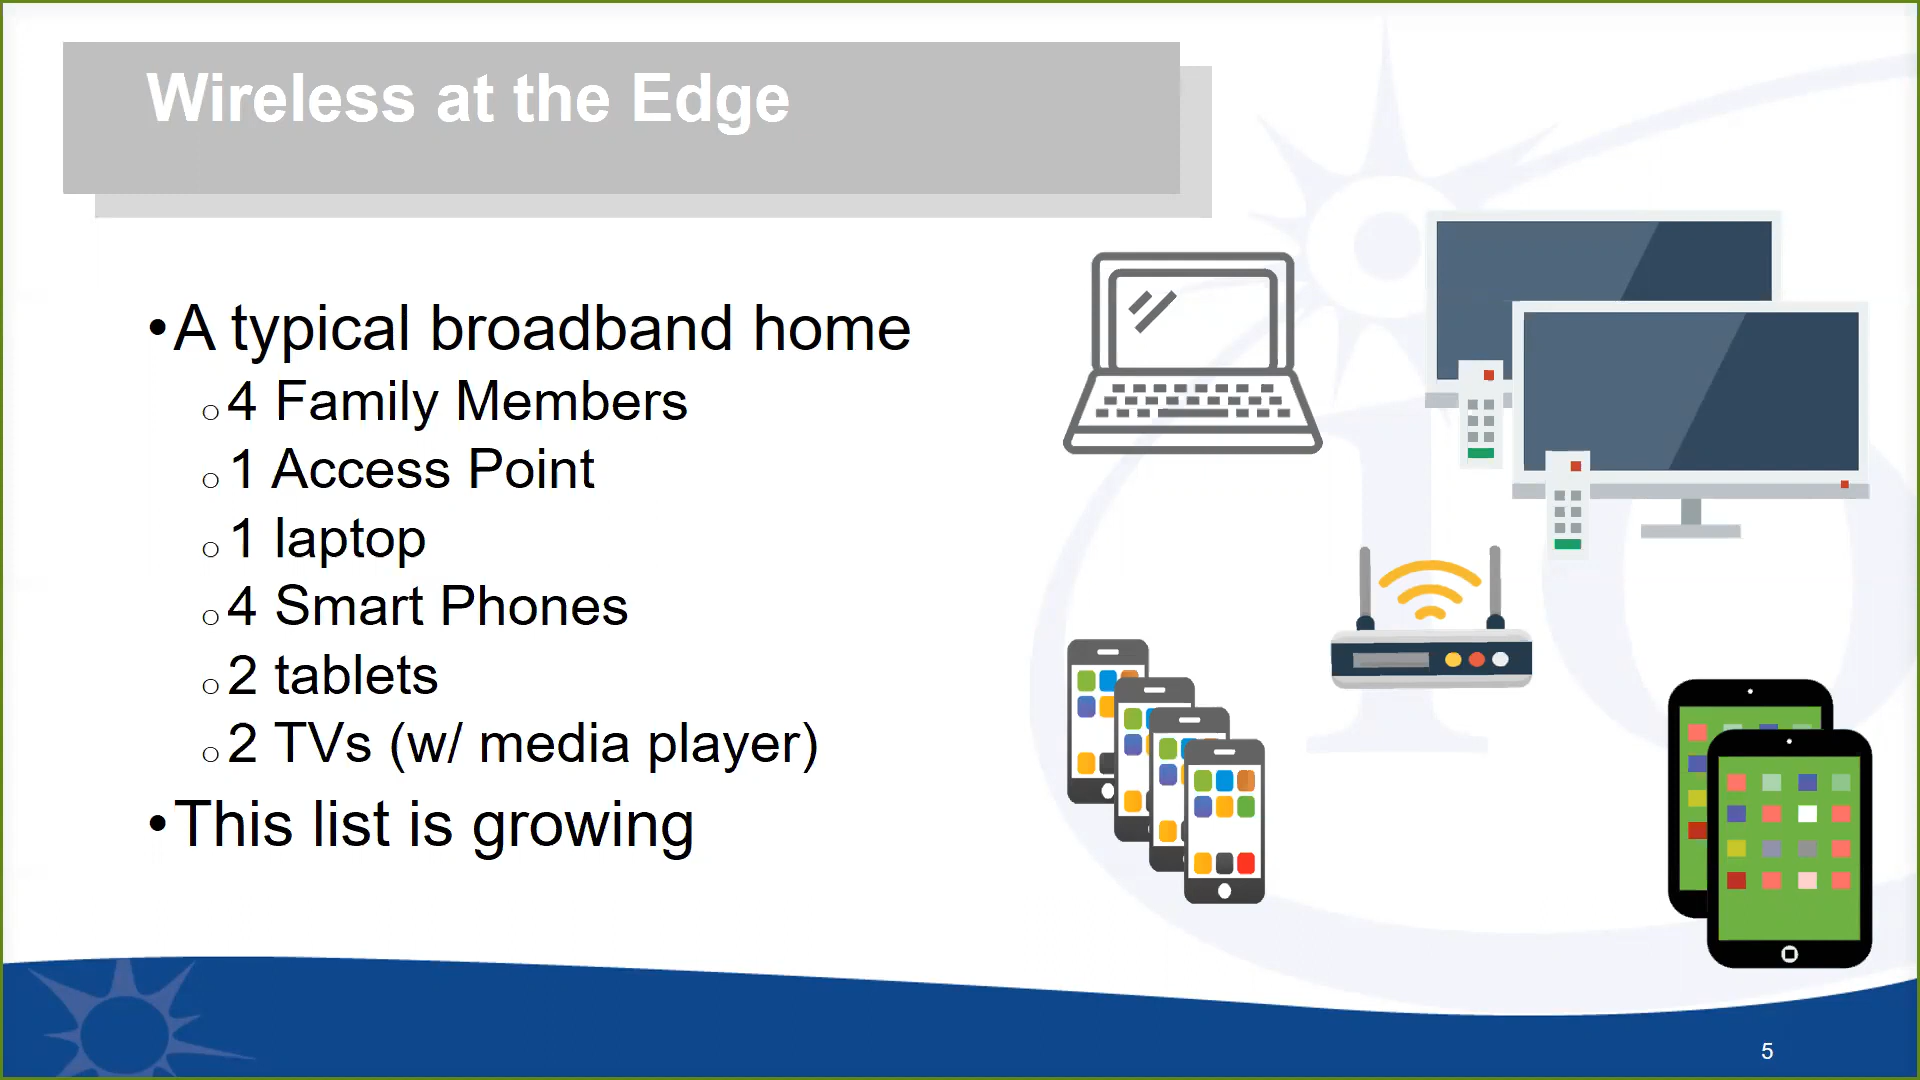 Wireless at the Edge
•A typical broadband home
○4 Family Members
○1 Access Point
○1 laptop
○4 Smart Phones
○2 tablets
○2 TVs (w/ media player)
•This list is growing
5